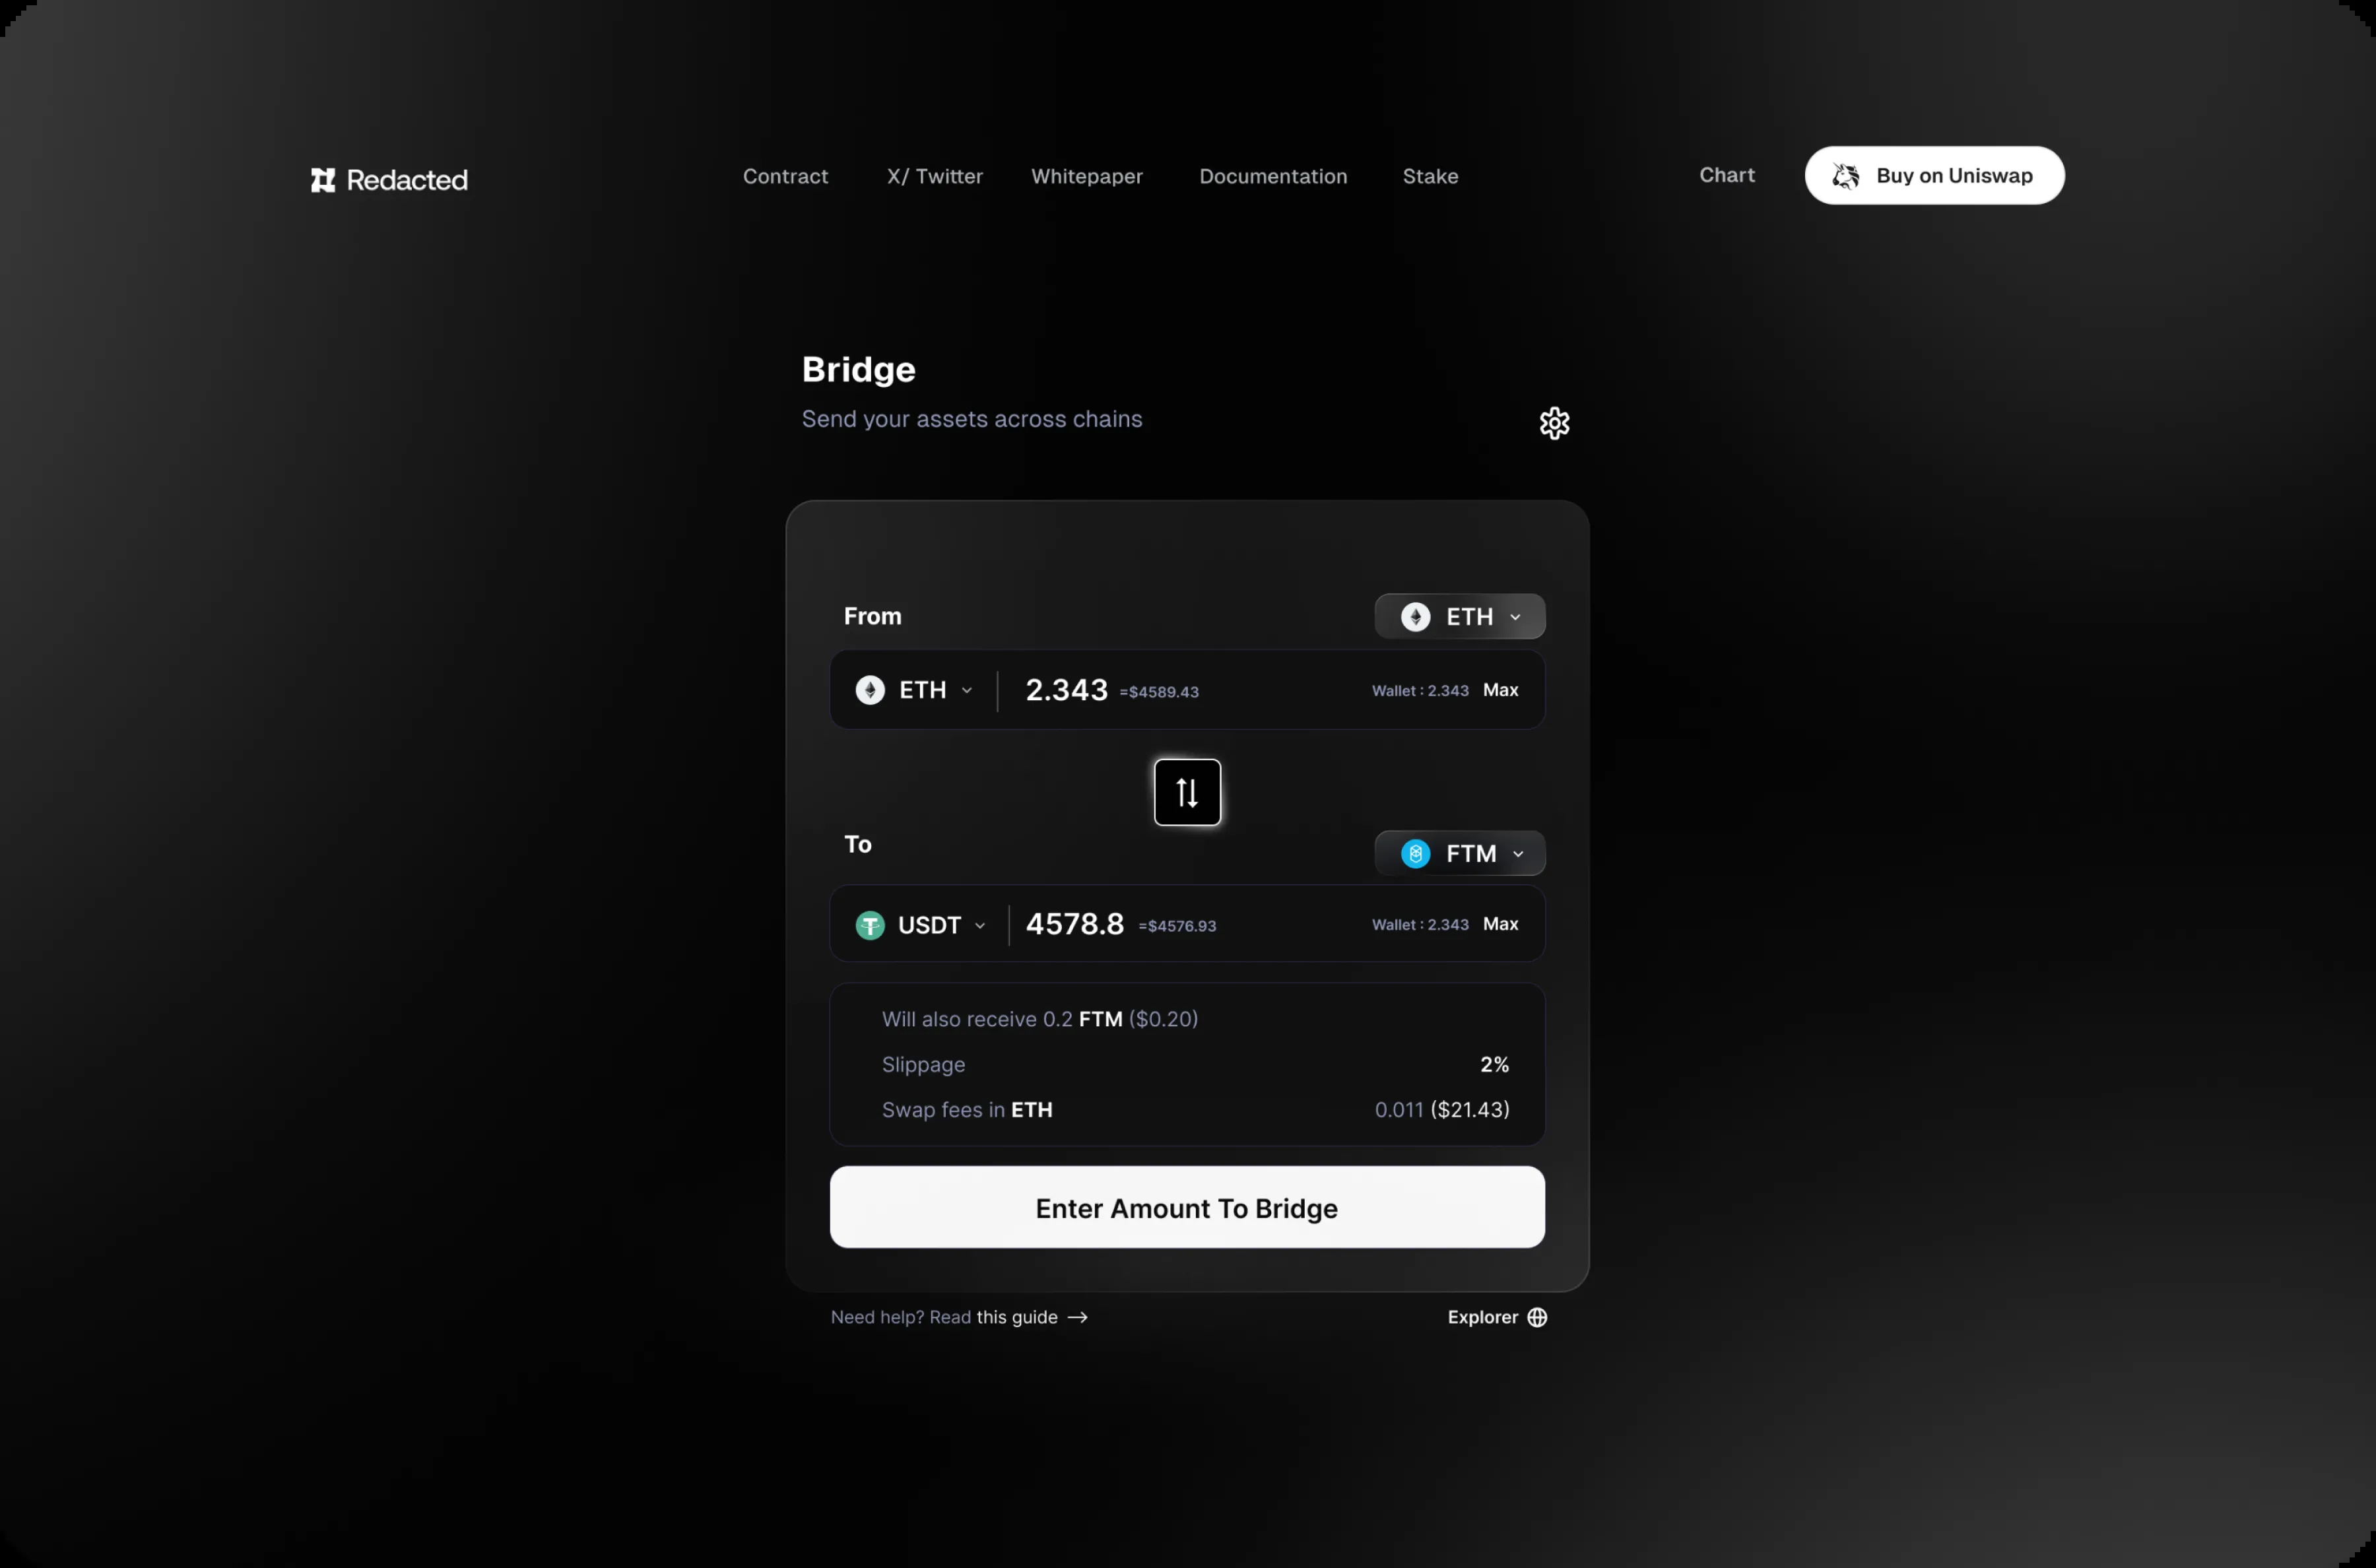 Redacted
Contract X/ Twitter Whitepaper Documentation Stake
Chart Buy on Uniswap
Bridge
Send your assets across chains
From ETH
ETH 2.343 =$4589.43 Wallet : 2.343 Max
To FTM
USDT 4578.8 =$4576.93 Wallet : 2.343 Max
Will also receive 0.2 FTM ($0.20)
Slippage 2%
Swap fees in ETH 0.011 ($21.43)
Enter Amount To Bridge
Need help? Read this guide → Explorer